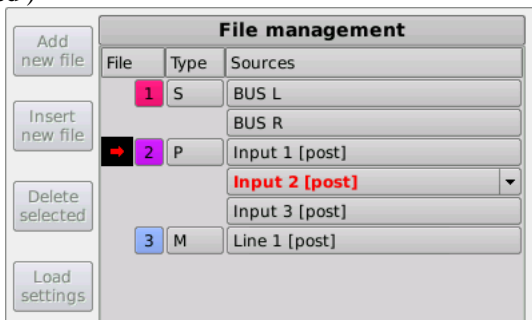 ed )
File management
Add
new file
File Type Sources
1 S BUS L
BUS R
Insert
new file
2 P Input 1 [post]
Input 2 [post]
Delete
selected
Input 3 [post]
3 M Line 1 [post]
Load
settings